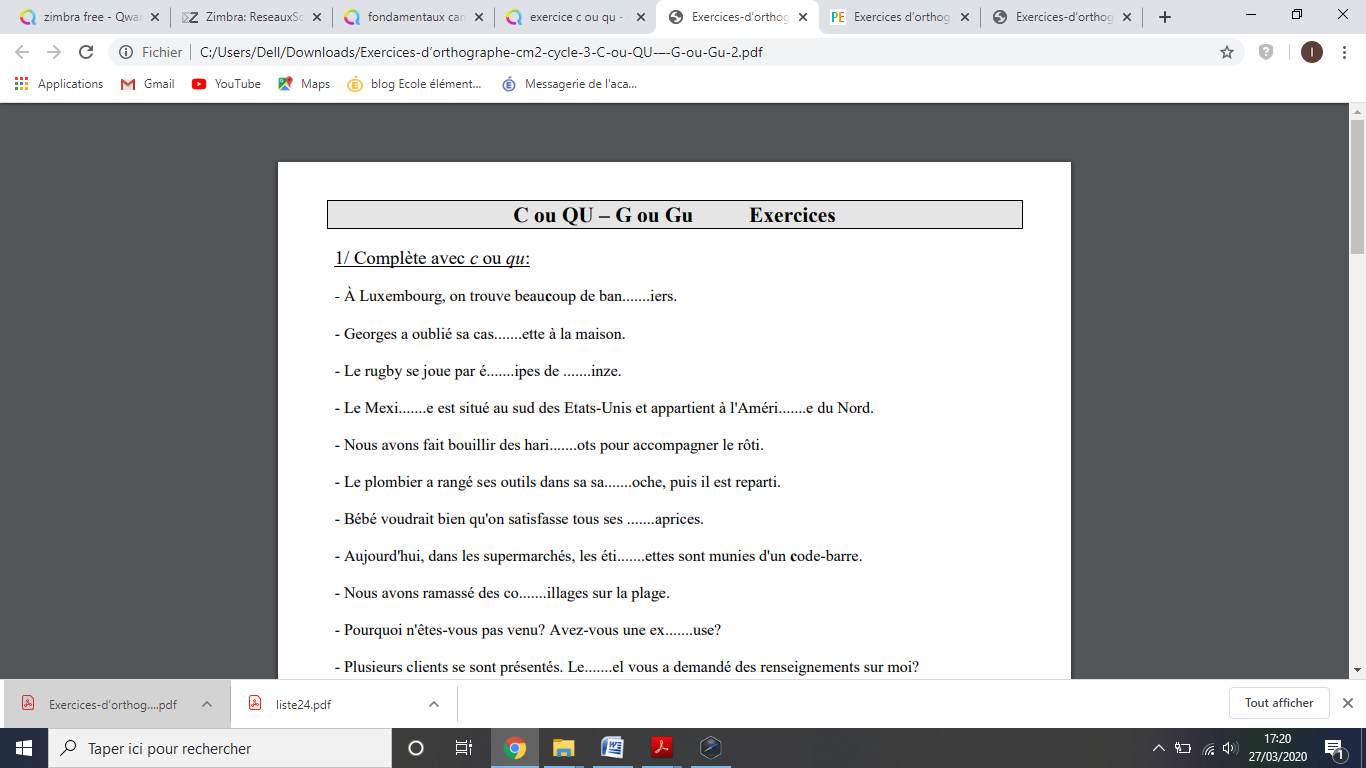 zimbra free - Qwan
Zimbra: ReseauxSo
fondamentaux can
exercice c ou qu -
Exercices-d'orthog
PE Exercices d'orthog
Exercices-d'orthog
Fichier | C:/Users/Dell/Downloads/Exercices-d'orthographe-cm2-cycle-3-C-ou-QU-–-G-ou-Gu-2.pdf
I
Applications Gmail YouTube Maps blog Ecole élément... Messagerie de l'aca...
C ou QU – G ou Gu Exercices
1/ Complète avec c ou qu:
- À Luxembourg, on trouve beaucoup de ban.......iers.
- Georges a oublié sa cas.......ette à la maison.
- Le rugby se joue par é.......ipes de .......inze.
- Le Mexi.......e est situé au sud des Etats-Unis et appartient à l'Améri.......e du Nord.
- Nous avons fait bouillir des hari.......ots pour accompagner le rôti.
- Le plombier a rangé ses outils dans sa sa.......oche, puis il est reparti.
- Bébé voudrait bien qu'on satisfasse tous ses .......aprices.
- Aujourd'hui, dans les supermarchés, les éti.......ettes sont munies d'un code-barre.
- Nous avons ramassé des co.......illages sur la plage.
- Pourquoi n'êtes-vous pas venu? Avez-vous une ex.......use?
- Plusieurs clients se sont présentés. Le.......el vous a demandé des renseignements sur moi?
Exercices-d'orthog....pdf
liste24.pdf
Tout afficher
Taper ici pour rechercher
17:20
27/03/2020
1